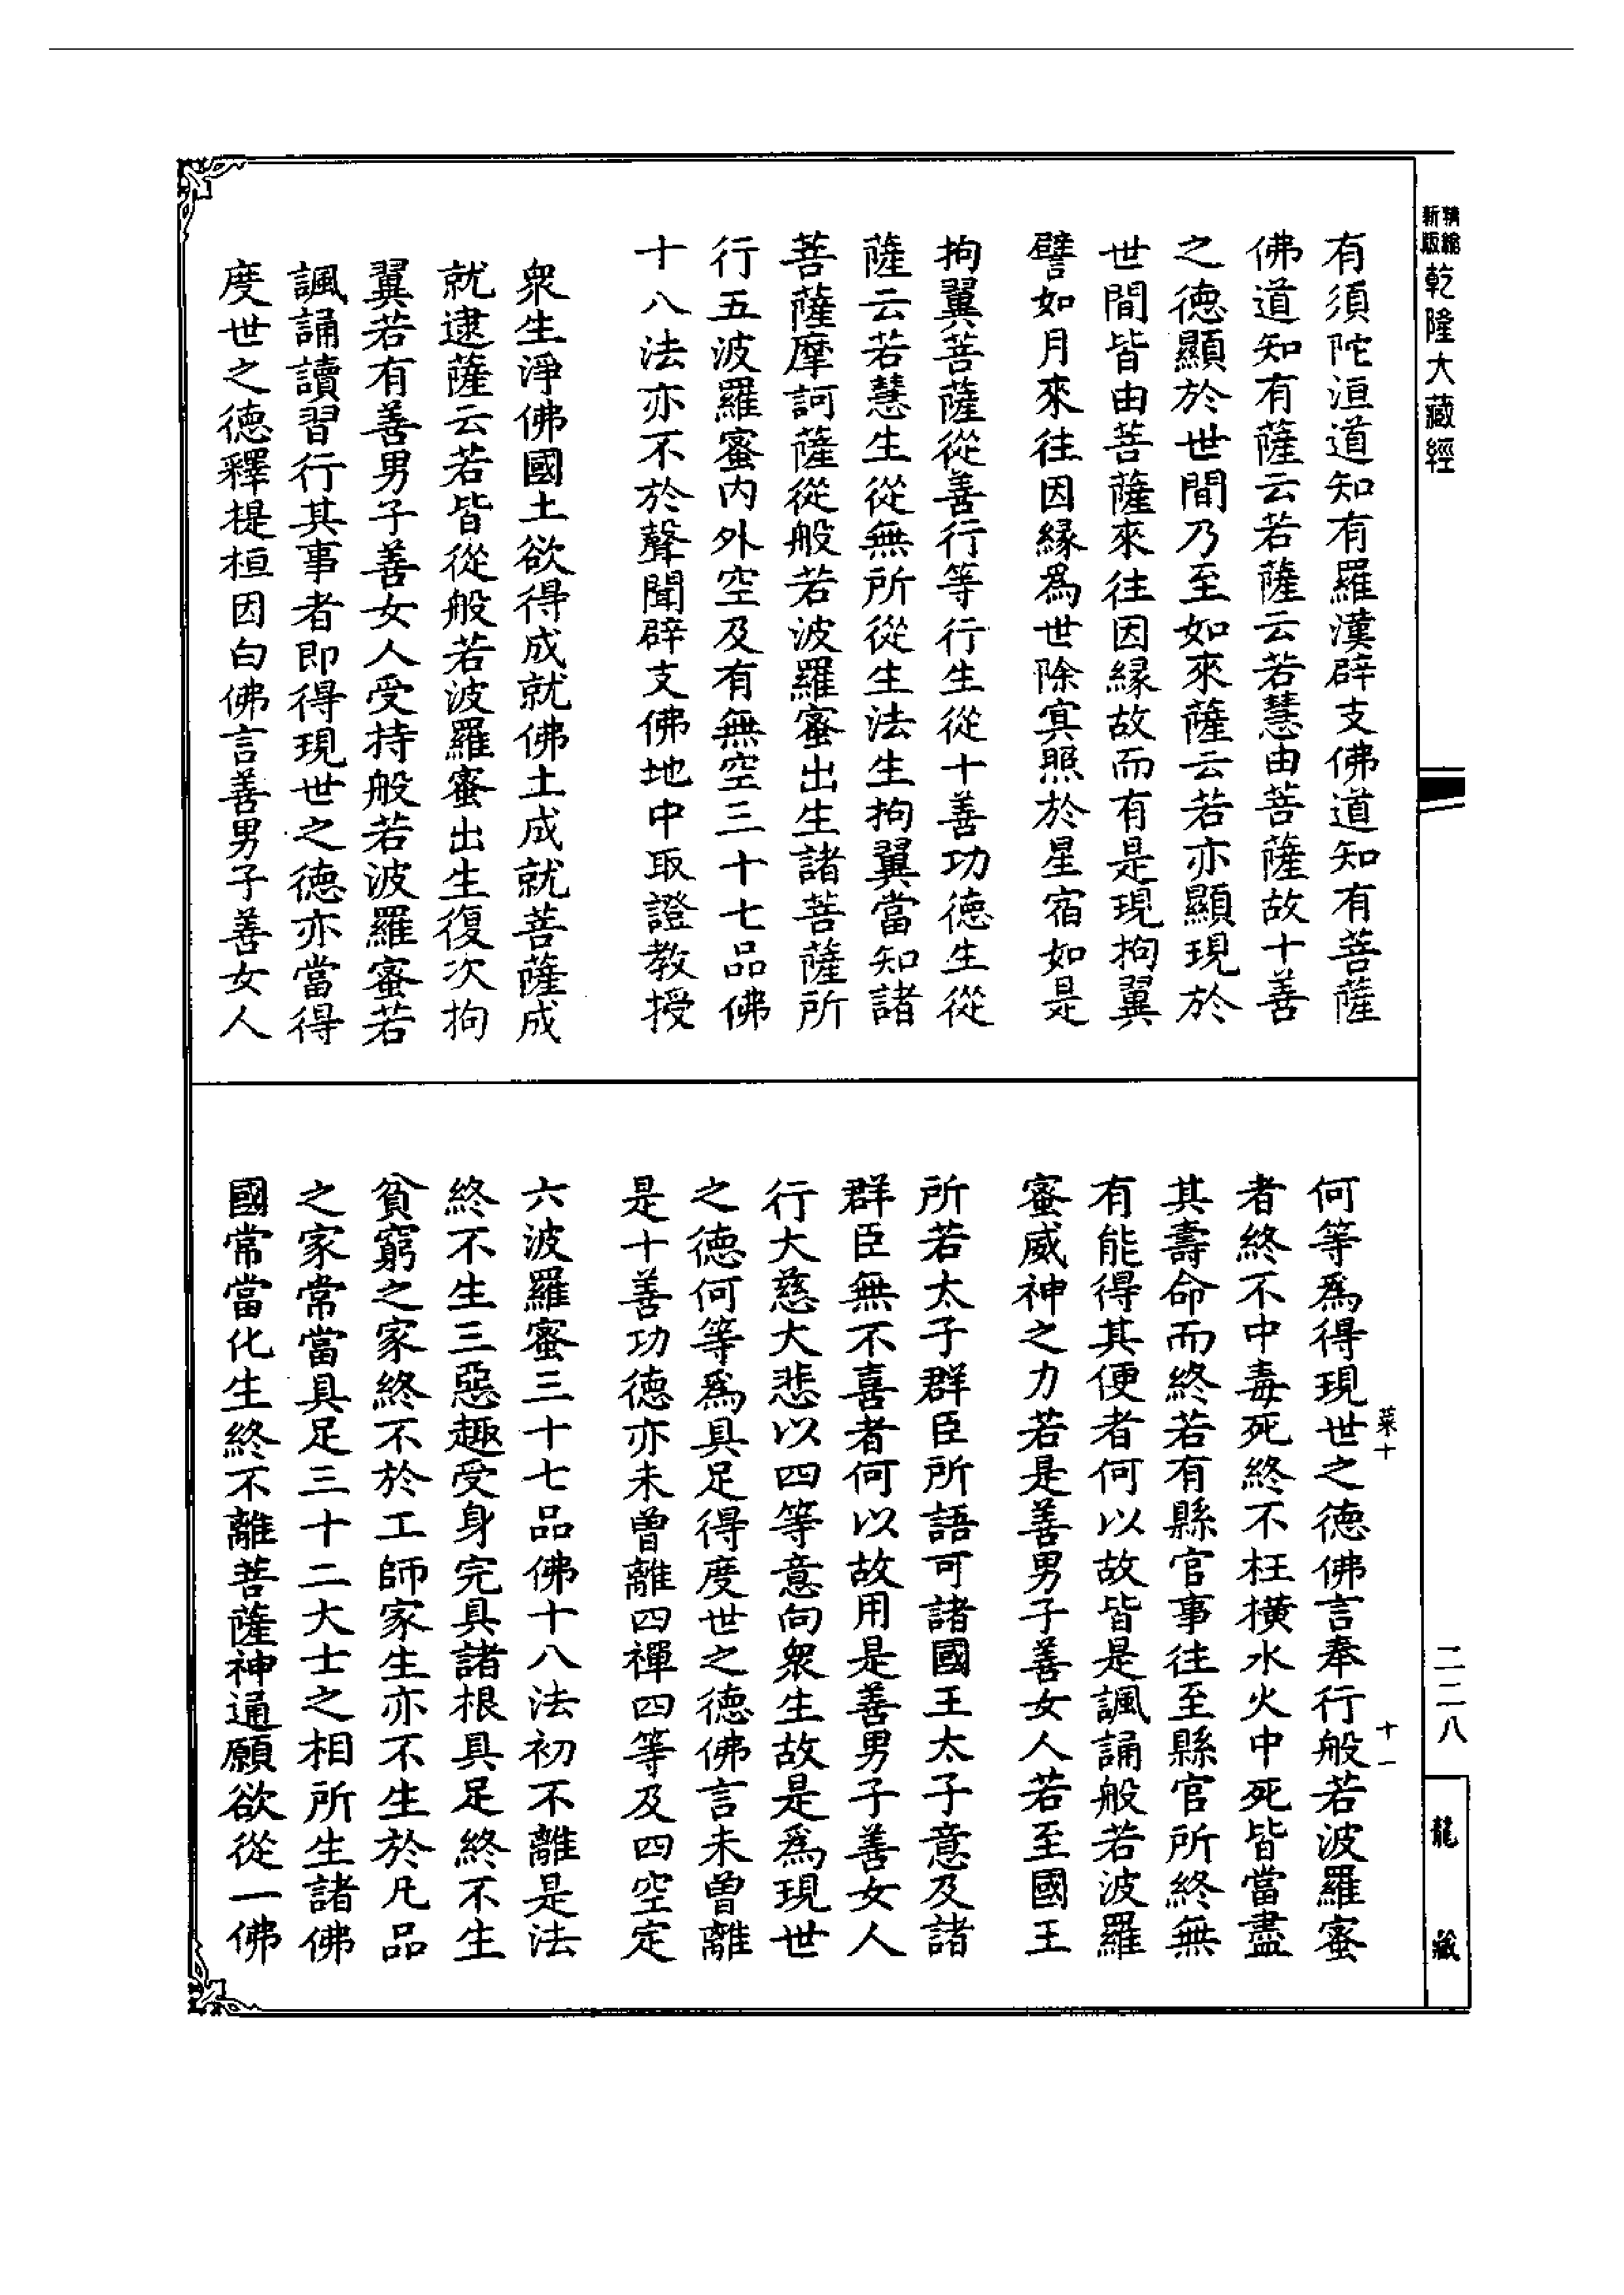 精縮
新版
乾隆大藏經
有須陀洹道知有羅漢辟支佛道知有菩薩
佛道知有薩云若薩云若慧由菩薩故十善
之德顯於世間乃至如來薩云若亦顯現於
世間皆由菩薩來往因緣故而有是現拘翼
譬如月來往因緣為世除冥照於星宿如是
拘翼菩薩從善行等行生從十善功德生從
薩云若慧生從無所從生法生拘翼當知諸
菩薩摩訶薩從般若波羅蜜出生諸菩薩所
行五波羅蜜內外空及有無空三十七品佛
十八法亦不於聲聞辟支佛地中取證教授
眾生淨佛國土欲得成就佛土成就菩薩成
就逮薩云若皆從般若波羅蜜出生復次拘
翼若有善男子善女人受持般若波羅蜜若
諷誦讀習行其事者即得現世之德亦當得
度世之德釋提桓因白佛言善男子善女人
菜十
十一
何等為得現世之德佛言奉行般若波羅蜜
者終不中毒死終不枉橫水火中死皆當盡
其壽命而終若有縣官事往至縣官所終無
有能得其便者何以故皆是諷誦般若波羅
蜜威神之力若是善男子善女人若至國王
所若太子群臣所語可諸國王太子意及諸
群臣無不喜者何以故用是善男子善女人
行大慈大悲以四等意向眾生故是為現世
之德何等為具足得度世之德佛言未曾離
是十善功德亦未曾離四禪四等及四空定
六波羅蜜三十七品佛十八法初不離是法
終不生三惡趣受身完具諸根具足終不生
貧窮之家終不於工師家生亦不生於凡品
之家常當具足三十二大士之相所生諸佛
國常當化生終不離菩薩神通願欲從一佛
二二八
龍藏